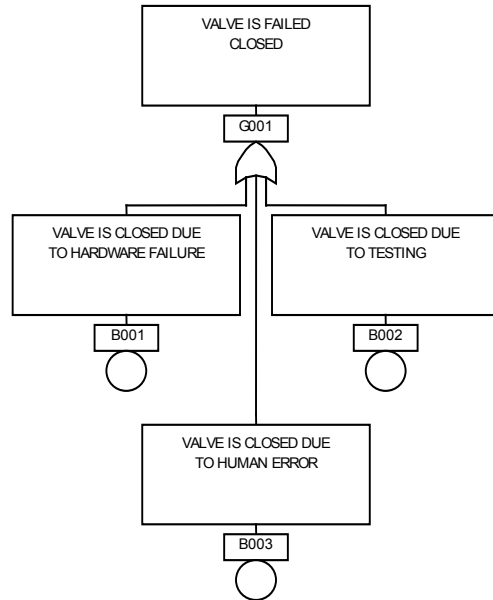 VALVE IS FAILED
CLOSED
G001
VALVE IS CLOSED DUE
TO HARDWARE FAILURE
B001
VALVE IS CLOSED DUE
TO TESTING
B002
VALVE IS CLOSED DUE
TO HUMAN ERROR
B003